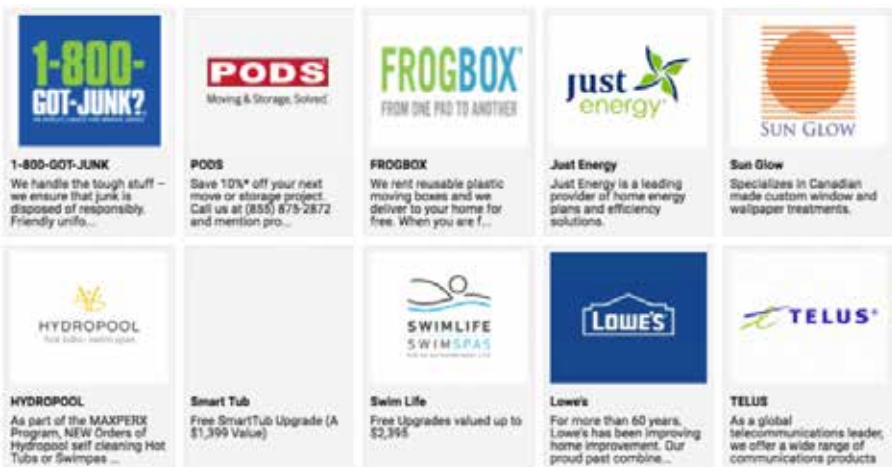 1-800-
GOT-JUNK?
1-800-GOT-JUNK
We handle the tough stuff –
we ensure that junk is
disposed of responsibly.
Friendly unifo...
PODS
Moving & Storage, Solved.
PODS
Save 10%* off your next
move or storage project.
Call us at (855) 875-2872
and mention pro...
FROGBOX
FROM ONE PAD TO ANOTHER
FROGBOX
We rent reusable plastic
moving boxes and we
deliver to your home for
free. When you are f...
just
energy
Just Energy
Just Energy is a leading
provider of home energy
plans and efficiency
solutions.
SUN GLOW
Sun Glow
Specializes in Canadian
made custom window and
wallpaper treatments.
HYDROPOOL
hot tubs swim spas
HYDROPOOL
As part of the MAXPERX
Program, NEW Orders of
Hydropool self cleaning Hot
Tubs or Swimpas ...
Smart Tub
Free SmartTub Upgrade (A
$1,399 Value)
SWIMLIFE
SWIMSPAS
Swim Life
Free Upgrades valued up to
$2,395
LOWE'S
Lowe's
For more than 60 years,
Lowe's has been improving
home improvement. Our
proud past combine...
TELUS
TELUS
As a global
telecommunications leader,
we offer a wide range of
communications products